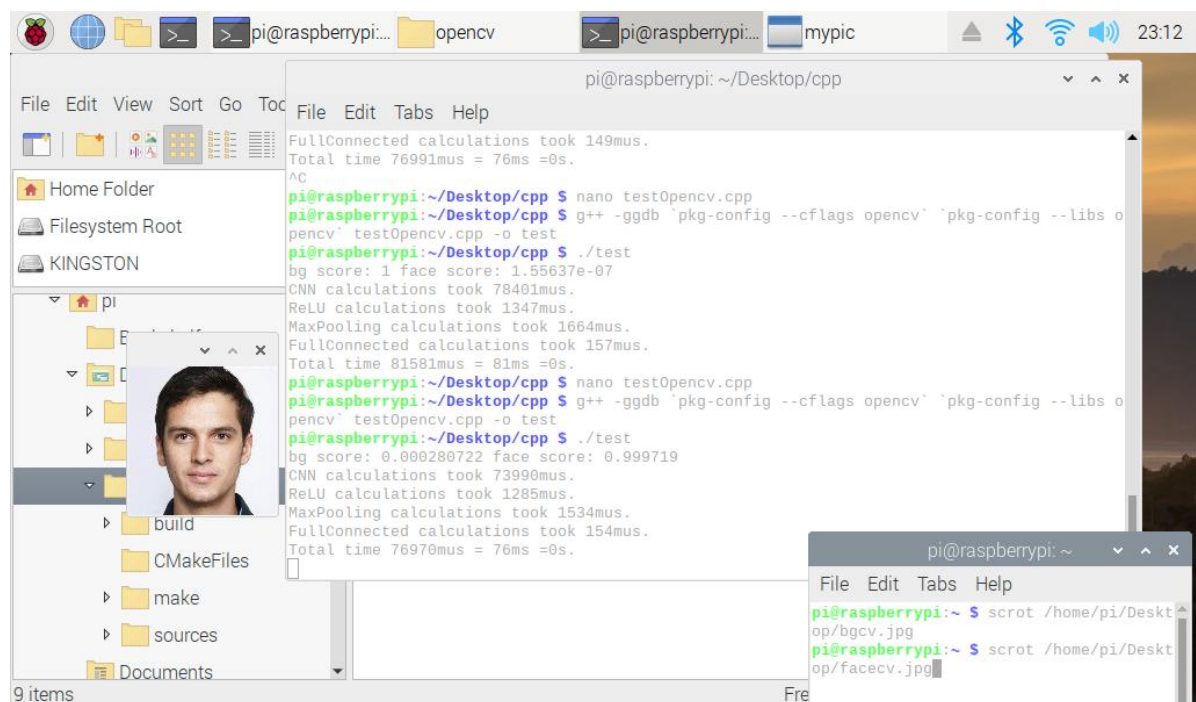 pi@raspberrypi:...
opencv
pi@raspberrypi:...
mypic
23:12
File Edit View Sort Go
Home Folder
Filesystem Root
KINGSTON
pi
build
CMakeFiles
make
sources
Documents
9 items
pi@raspberrypi: ~/Desktop/cpp
File Edit Tabs Help
FullConnected calculations took 149mus.
Total time 76991mus = 76ms =0s.
^C
pi@raspberrypi:~/Desktop/cpp $ nano testOpencv.cpp
pi@raspberrypi:~/Desktop/cpp $ g++ -ggdb `pkg-config --cflags opencv` `pkg-config --libs o
pencv` testOpencv.cpp -o test
pi@raspberrypi:~/Desktop/cpp $ ./test
bg score: 1 face score: 1.55637e-07
CNN calculations took 78401mus.
ReLU calculations took 1347mus.
MaxPooling calculations took 1664mus.
FullConnected calculations took 157mus.
Total time 81581mus = 81ms =0s.
pi@raspberrypi:~/Desktop/cpp $ nano testOpencv.cpp
pi@raspberrypi:~/Desktop/cpp $ g++ -ggdb `pkg-config --cflags opencv` `pkg-config --libs o
pencv` testOpencv.cpp -o test
pi@raspberrypi:~/Desktop/cpp $ ./test
bg score: 0.000280722 face score: 0.999719
CNN calculations took 73990mus.
ReLU calculations took 1285mus.
MaxPooling calculations took 1534mus.
FullConnected calculations took 154mus.
Total time 76970mus = 76ms =0s.
pi@raspberrypi: ~
File Edit Tabs Help
pi@raspberrypi:~ $ scrot /home/pi/Deskt
op/bgcv.jpg
pi@raspberrypi:~ $ scrot /home/pi/Deskt
op/facecv.jpg